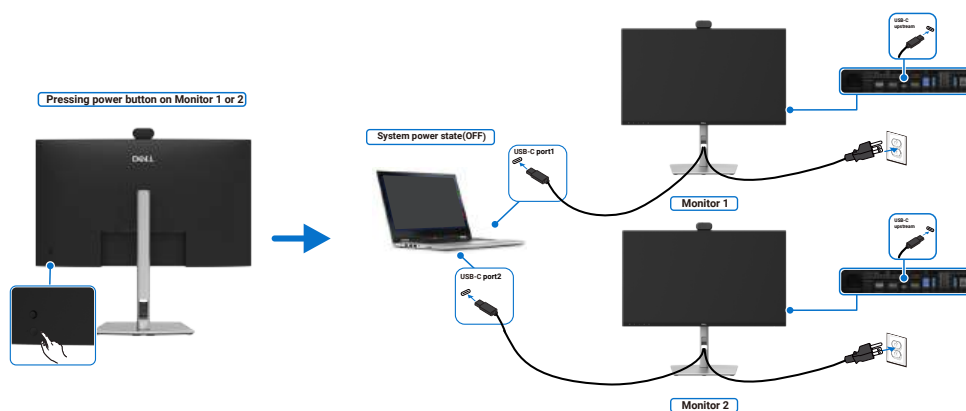 Pressing power button on Monitor 1 or 2
DELL
System power state(OFF)
USB-C port1
USB-C
upstream
Monitor 1
USB-C port2
USB-C
upstream
Monitor 2